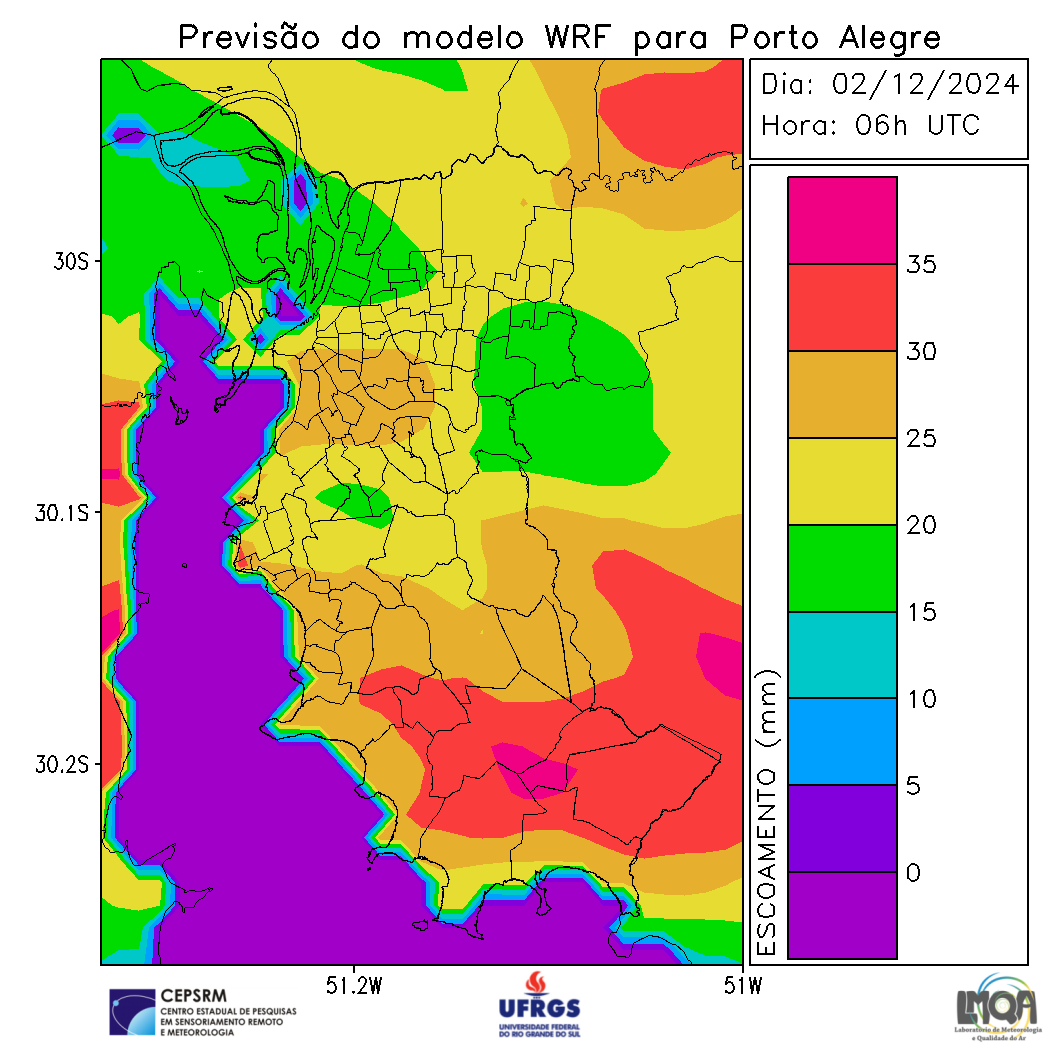 Previsão do modelo WRF para Porto Alegre
Dia: 02/12/2024
Hora: 06h UTC
30S
30.1S
30.2S
51.2W
51W
ESCOAMENTO (mm)
35
30
25
20
15
10
5
0
CEPSRM
CENTRO ESTADUAL DE PESQUISAS
EM SENSORIAMENTO REMOTO
E METEOROLOGIA
UFRGS
UNIVERSIDADE FEDERAL
DO RIO GRANDE DO SUL
LMQA
Laboratório de Meteorologia
e Qualidade do Ar